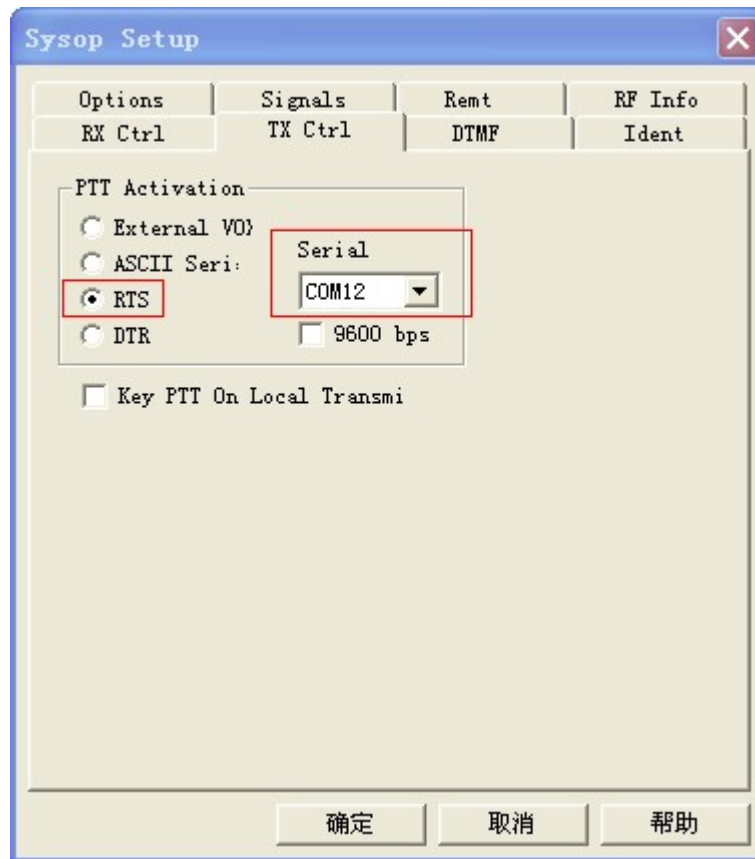 Sysop Setup
Options Signals Remt RF Info
RX Ctrl TX Ctrl DTMF Ident
PTT Activati
External VO}
ASCII Seri:
Serial
RTS
COM12
DTR
9600 bps
Key PTT On Local Transmi
确定 取消 帮助